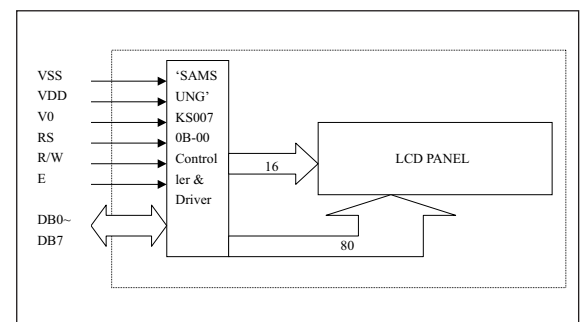 VSS
VDD
V0
RS
R/W
E
DB0~
DB7
‘SAMS
UNG’
KS007
0B-00
Control
ler &
Driver
16
80
LCD PANEL